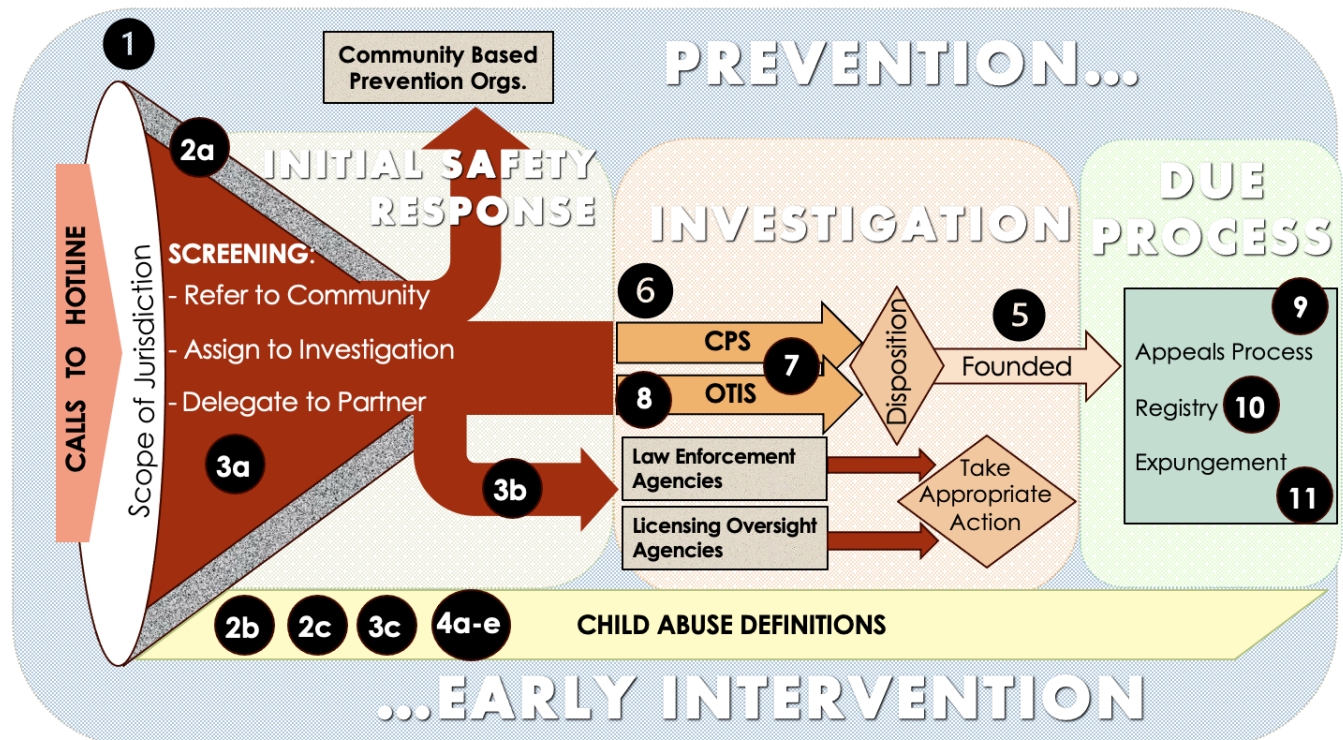 1
Community Based
Prevention Orgs.
PREVENTION...
2a
INITIAL SAFETY
RESPONSE
INVESTIGATION
DUE
PROCESS
CALLS TO HOTLINE
Scope of Jurisdiction
SCREENING:
- Refer to Community
- Assign to Investigation
- Delegate to Partner
3a
3b
6
CPS
7
8
OTIS
Disposition
5
Founded
Law Enforcement
Agencies
Licensing Oversight
Agencies
Take
Appropriate
Action
9
Appeals Process
Registry 10
Expungement
11
2b 2c 3c 4a-e CHILD ABUSE DEFINITIONS
...EARLY INTERVENTION